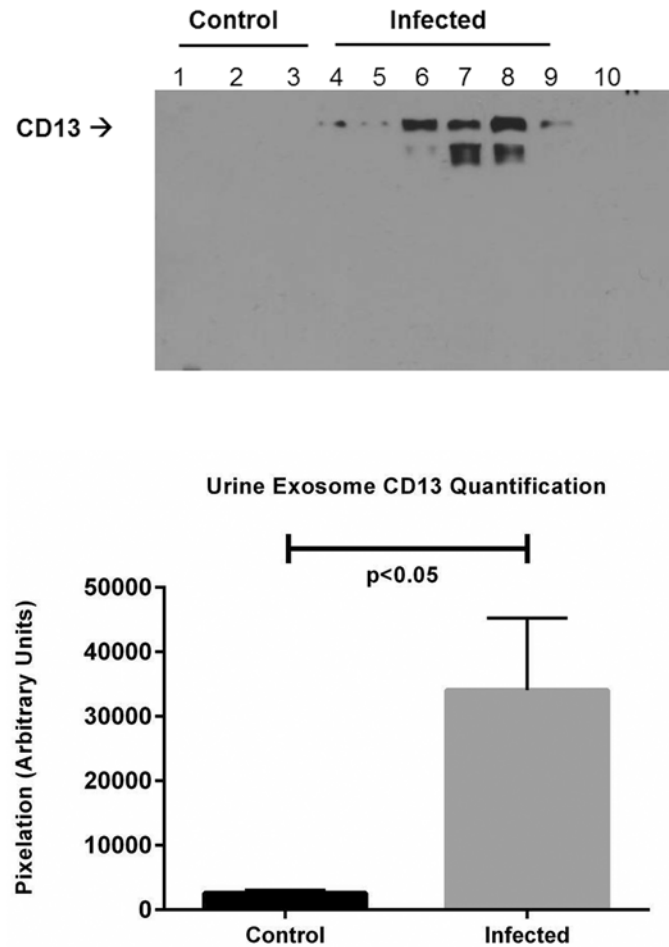 Control Infected
1 2 3 4 5 6 7 8 9 10
CD13 →
Urine Exosome CD13 Quantification
p<0.05
50000
40000
30000
20000
10000
0
Pixelation (Arbitrary Units)
Control Infected